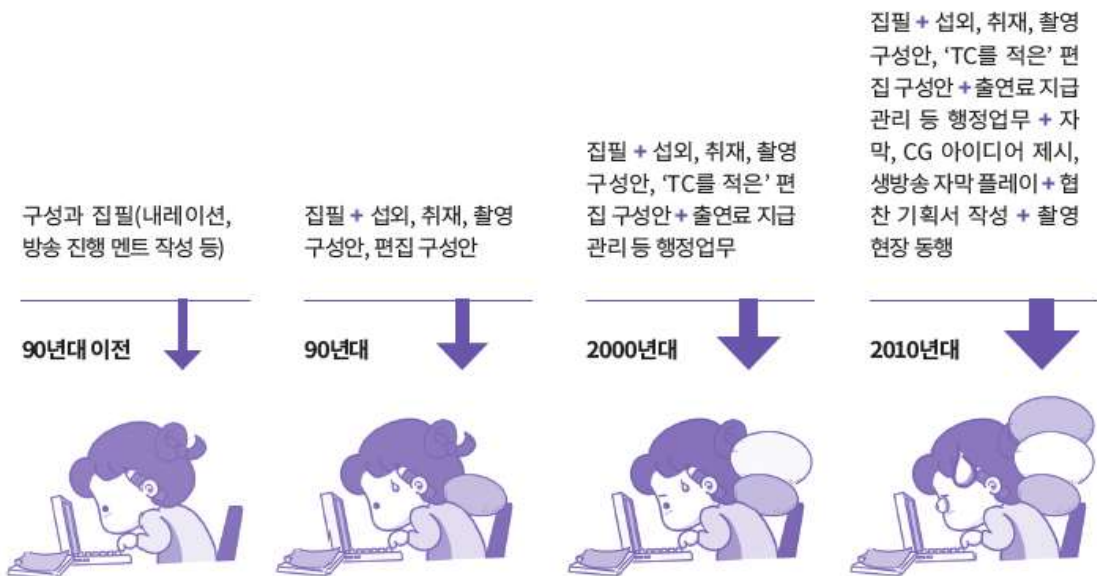 구성과 집필(내레이션,
방송 진행 멘트 작성 등)
90년대 이전
집필 + 섭외, 취재, 촬영
구성안, 편집 구성안
90년대
집필 + 섭외, 취재, 촬영
구성안, ‘TC를 적은’ 편
집 구성안 + 출연료 지급
관리 등 행정업무
2000년대
집필 + 섭외, 취재, 촬영
구성안, ‘TC를 적은’ 편
집 구성안 + 출연료 지급
관리 등 행정업무 + 자
막, CG 아이디어 제시,
생방송 자막 플레이 + 협
찬 기획서 작성 + 촬영
현장 동행
2010년대